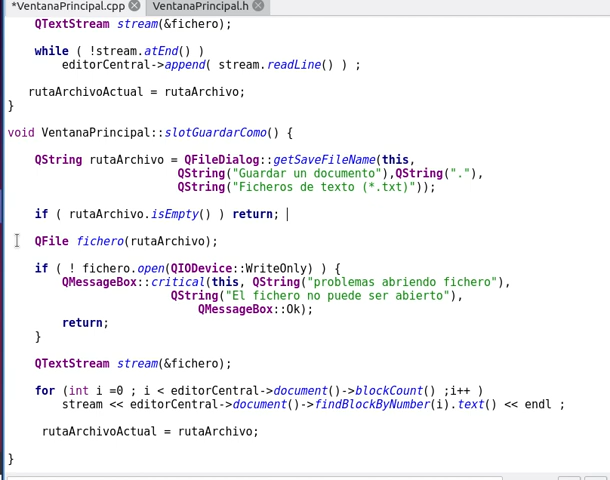 *VentanaPrincipal.cpp VentanaPrincipal.h
QTextStream stream(&fichero);
while ( !stream.atEnd() )
editorCentral->append( stream.readLine() ) ;
rutaArchivoActual = rutaArchivo;
}
void VentanaPrincipal::slotGuardarComo() {
QString rutaArchivo = QFileDialog::getSaveFileName(this,
QString("Guardar un documento"),QString("."),
QString("Ficheros de texto (*.txt)"));
if ( rutaArchivo.isEmpty() ) return;
QFile fichero(rutaArchivo);
if ( ! fichero.open(QIODevice::WriteOnly) ) {
QMessageBox::critical(this, QString("problemas abriendo fichero"),
QString("El fichero no puede ser abierto"),
QMessageBox::Ok);
return;
}
QTextStream stream(&fichero);
for (int i =0 ; i < editorCentral->document()->blockCount() ;i++ )
stream << editorCentral->document()->findBlockByNumber(i).text() << endl ;
rutaArchivoActual = rutaArchivo;
}